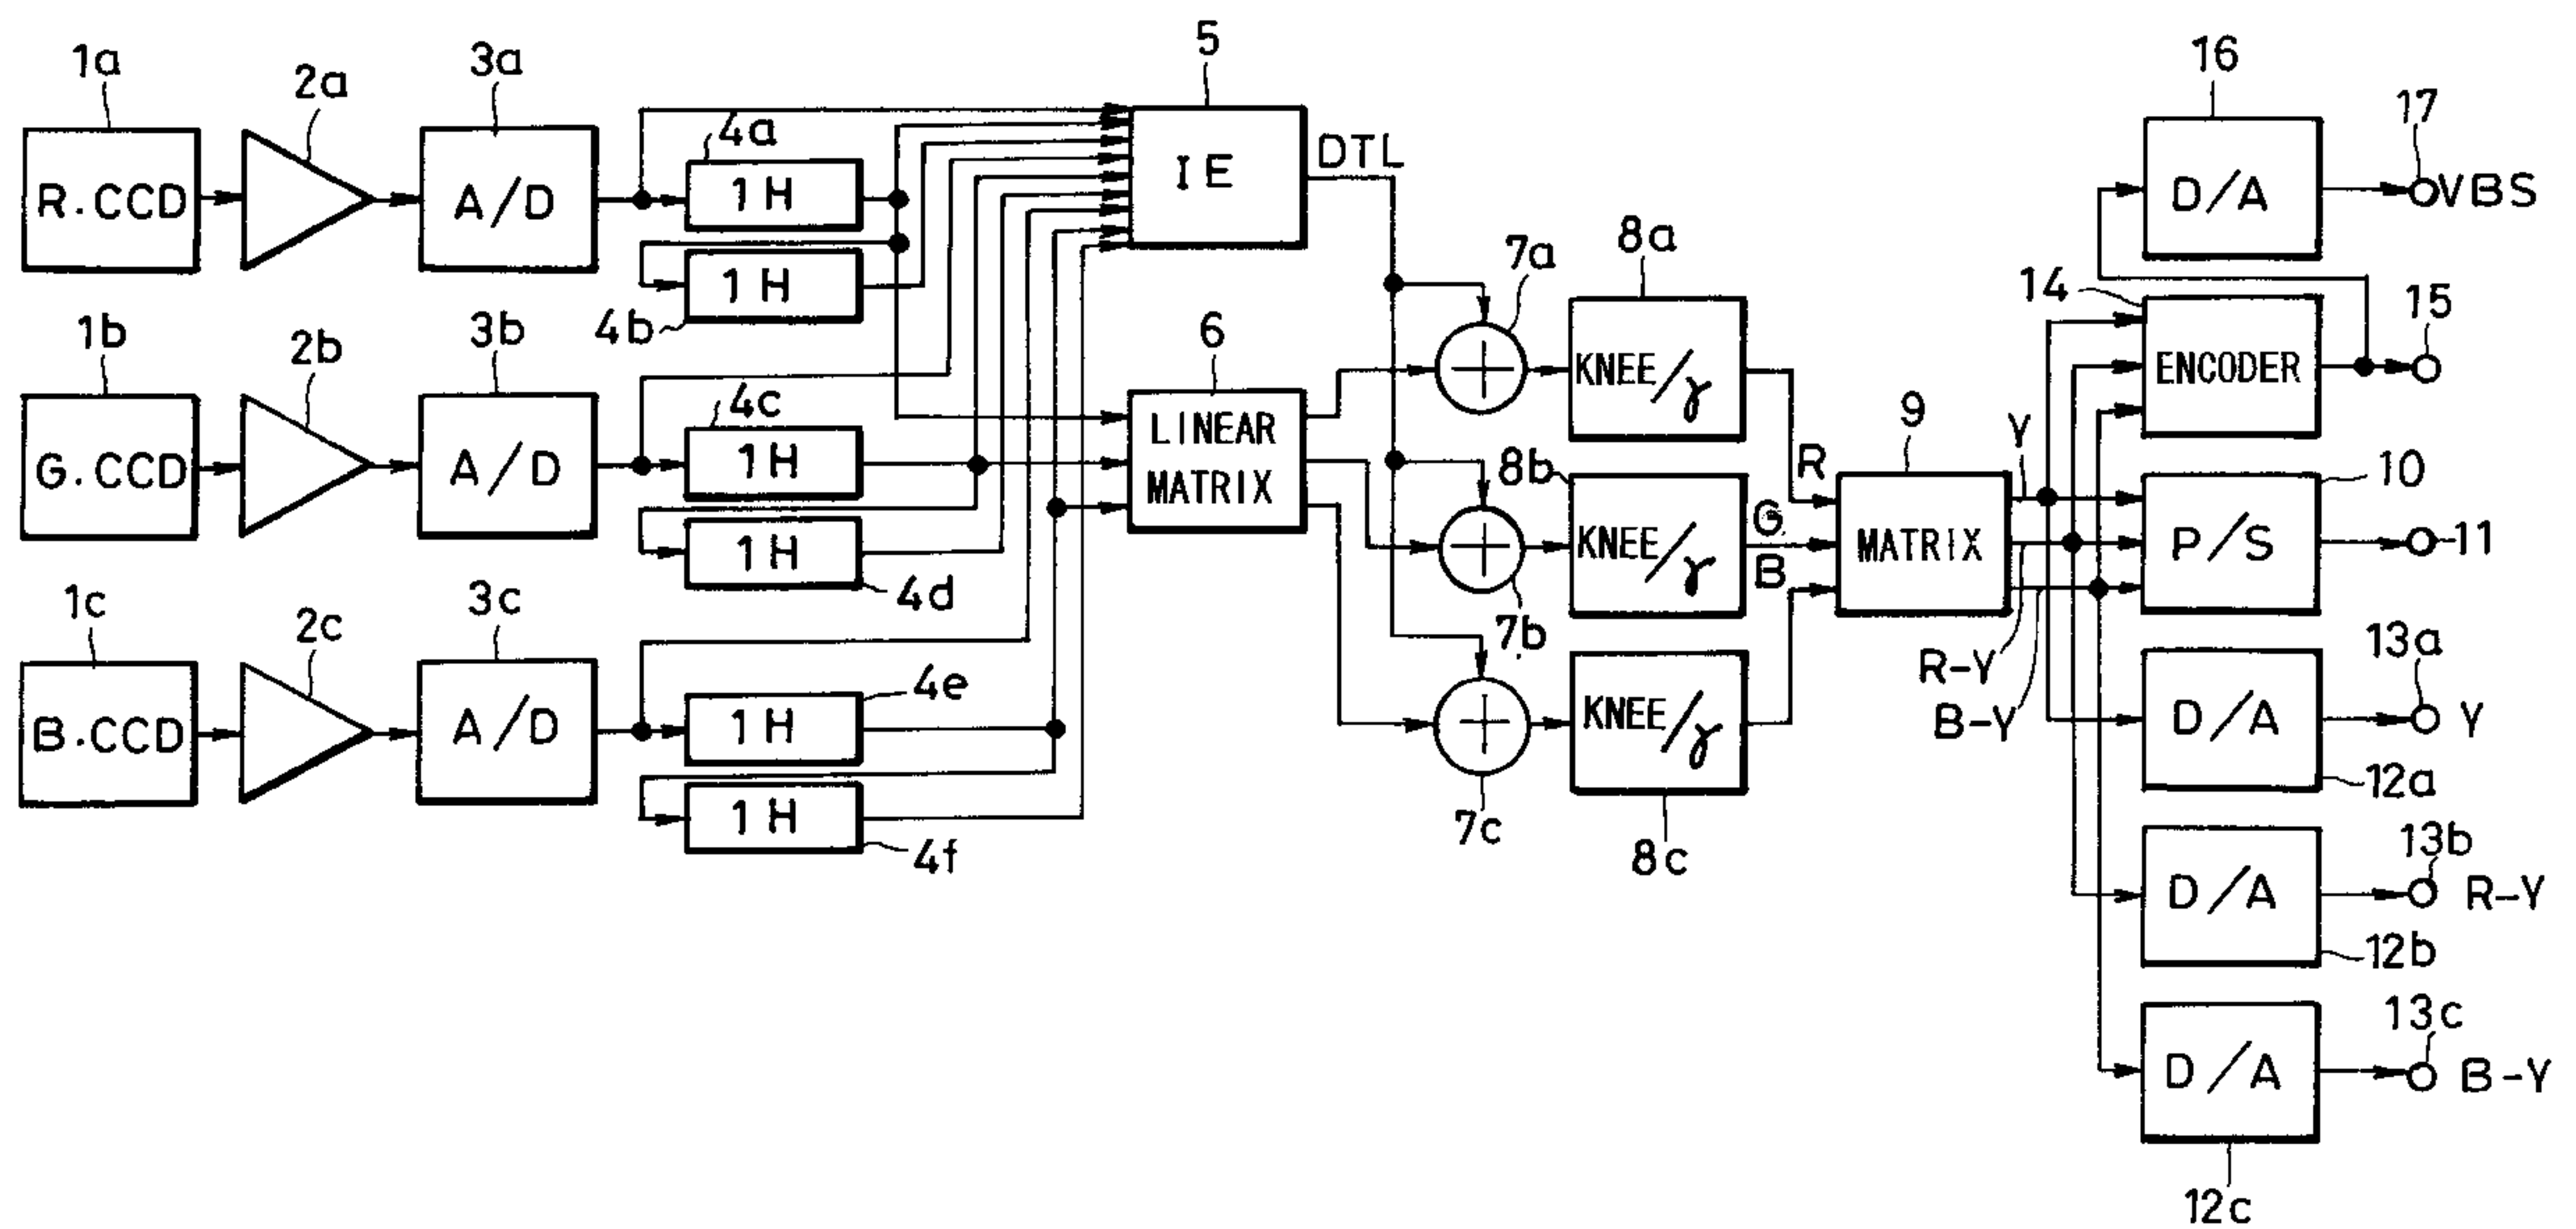 1a
2a
3a
5
16
17
R.CCD
A/D
4a
1H
IE
DTL
D/A
VBS
1H
4b
7a
8a
14
15
1b
2b
3b
6
KNEE/γ
ENCODER
G.CCD
A/D
4c
1H
LINEAR
MATRIX
8b
R
9
Y
10
1H
4d
7b
KNEE/γ
G
B
MATRIX
P/S
11
1c
2c
3c
R-Y
B-Y
13a
B.CCD
A/D
4e
1H
KNEE/γ
D/A
Y
12a
1H
4f
7c
8c
13b
D/A
R-Y
12b
13c
D/A
B-Y
12c